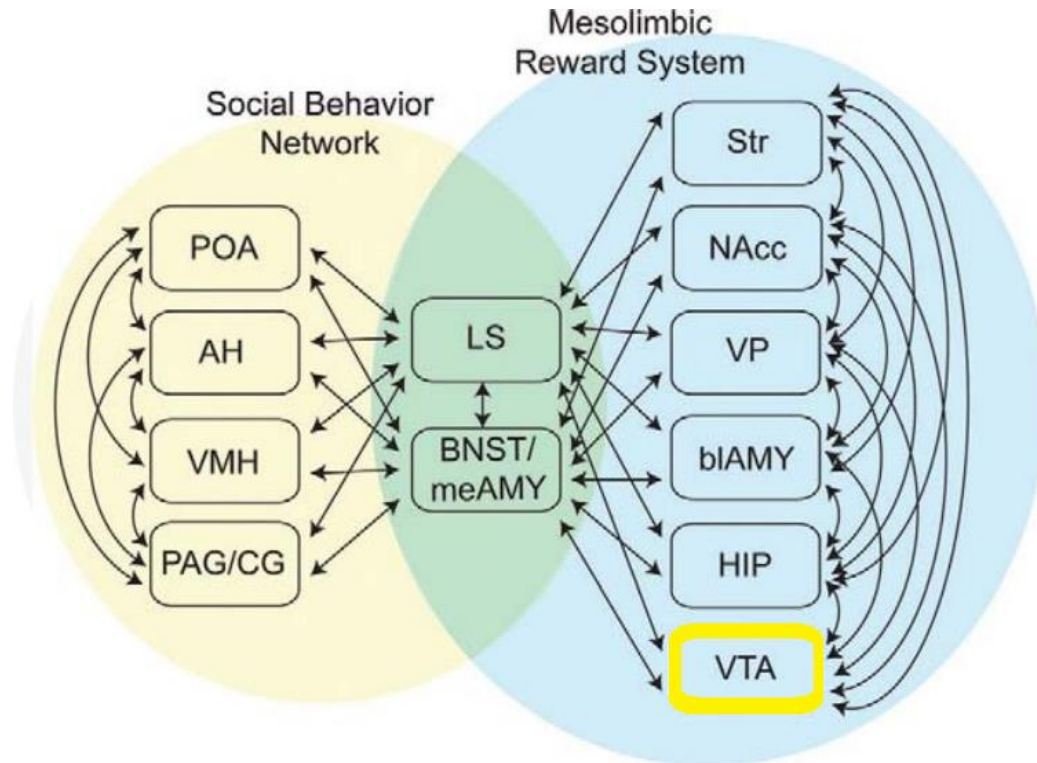 Mesolimbic
Reward System
Social Behavior
Network
POA
AH
VMH
PAG/CG
LS
BNST/
meAMY
Str
NAcc
VP
blAMY
HIP
VTA